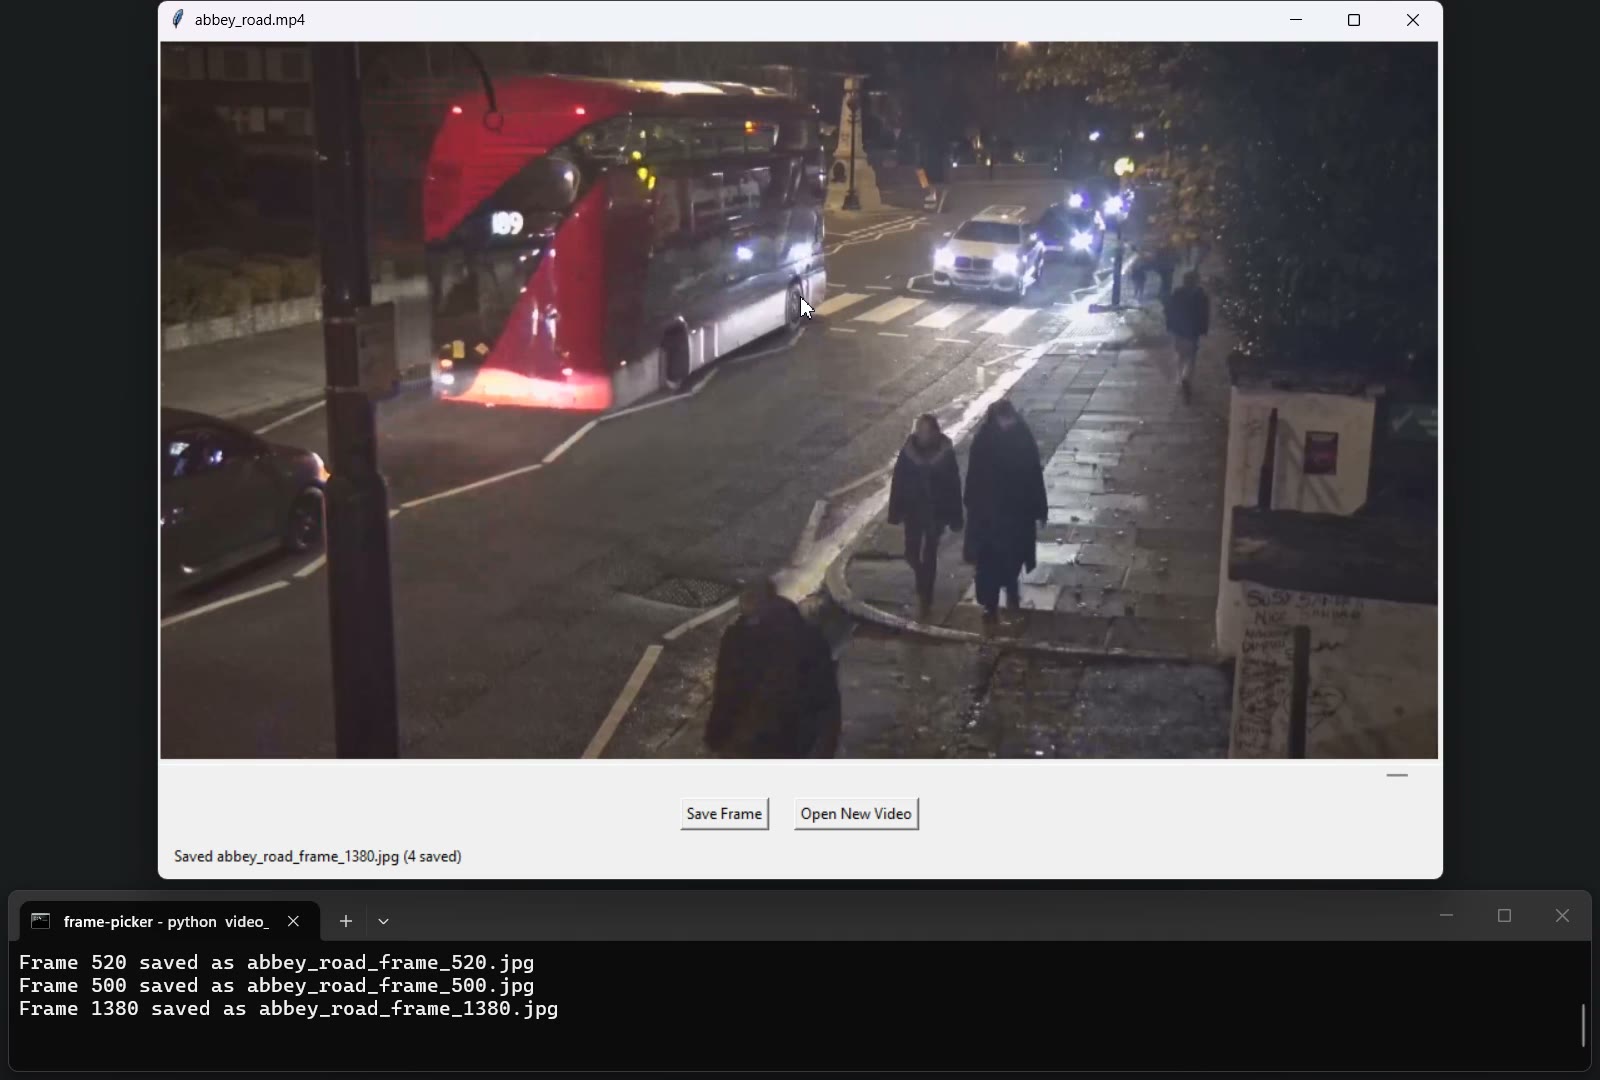 abbey_road.mp4
189
Save Frame
Open New Video
Saved abbey_road_frame_1380.jpg (4 saved)
frame-picker - python video_
Frame 520 saved as abbey_road_frame_520.jpg
Frame 500 saved as abbey_road_frame_500.jpg
Frame 1380 saved as abbey_road_frame_1380.jpg